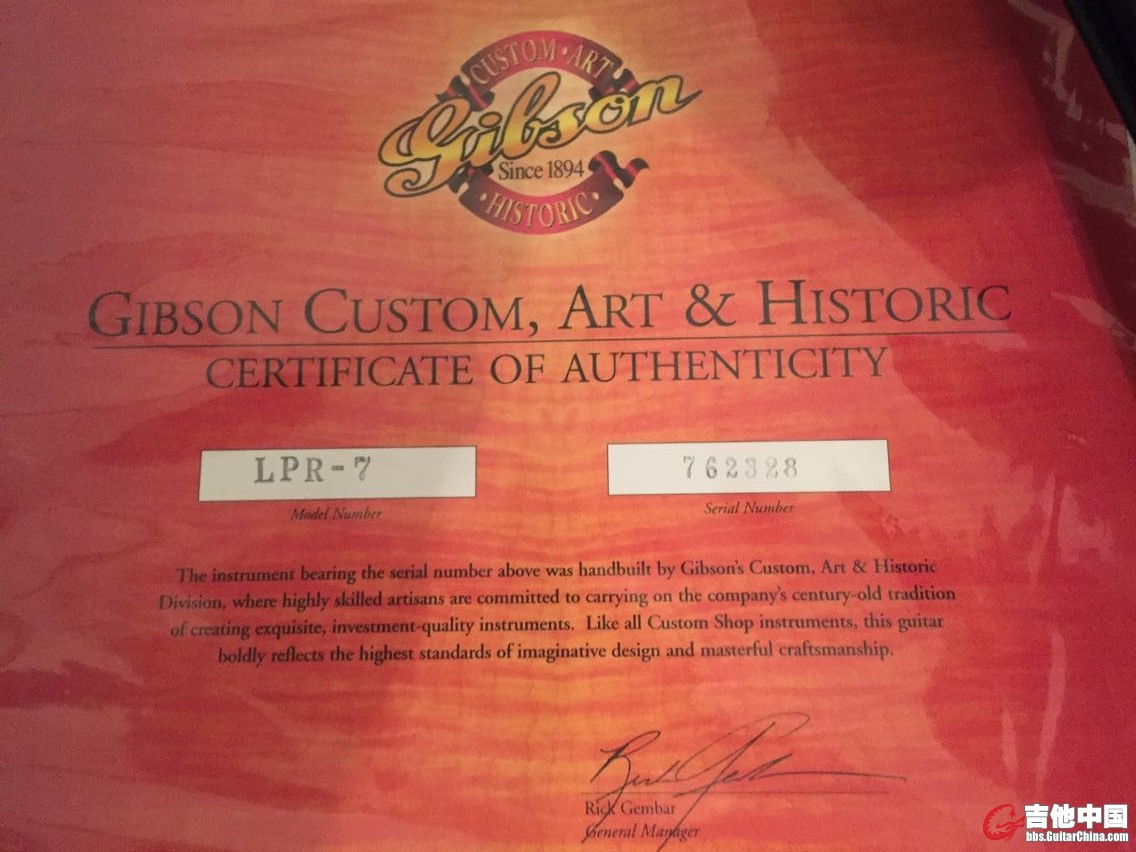 CUSTOM · ART
Gibson
Since 1894
· HISTORIC ·
GIBSON CUSTOM, ART & HISTORIC
CERTIFICATE OF AUTHENTICITY
LPR-7
762328
Model Number
Serial Number
The instrument bearing the serial number above was handbuilt by Gibson's Custom, Art & Historic
Division, where highly skilled artisans are committed to carrying on the company's century-old tradition
of creating exquisite, investment-quality instruments. Like all Custom Shop instruments, this guitar
boldly reflects the highest standards of imaginative design and masterful craftsmanship.
Rick Gembar
General Manager
吉他中国
bbs.GuitarChina.com